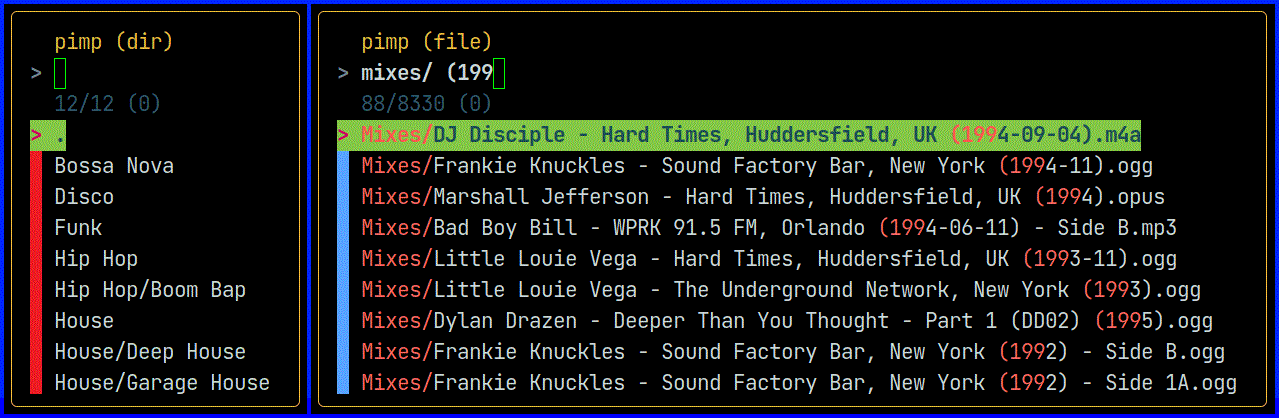 pimp (dir)
>
12/12 (0)
> .
Bossa Nova
Disco
Funk
Hip Hop
Hip Hop/Boom Bap
House
House/Deep House
House/Garage House
pimp (file)
> mixes/ (199
88/8330 (0)
> Mixes/DJ Disciple - Hard Times, Huddersfield, UK (1994-09-04).m4a
Mixes/Frankie Knuckles - Sound Factory Bar, New York (1994-11).ogg
Mixes/Marshall Jefferson - Hard Times, Huddersfield, UK (1994).opus
Mixes/Bad Boy Bill - WPRK 91.5 FM, Orlando (1994-06-11) - Side B.mp3
Mixes/Little Louie Vega - Hard Times, Huddersfield, UK (1993-11).ogg
Mixes/Little Louie Vega - The Underground Network, New York (1993).ogg
Mixes/Dylan Drazen - Deeper Than You Thought - Part 1 (DD02) (1995).ogg
Mixes/Frankie Knuckles - Sound Factory Bar, New York (1992) - Side B.ogg
Mixes/Frankie Knuckles - Sound Factory Bar, New York (1992) - Side 1A.ogg